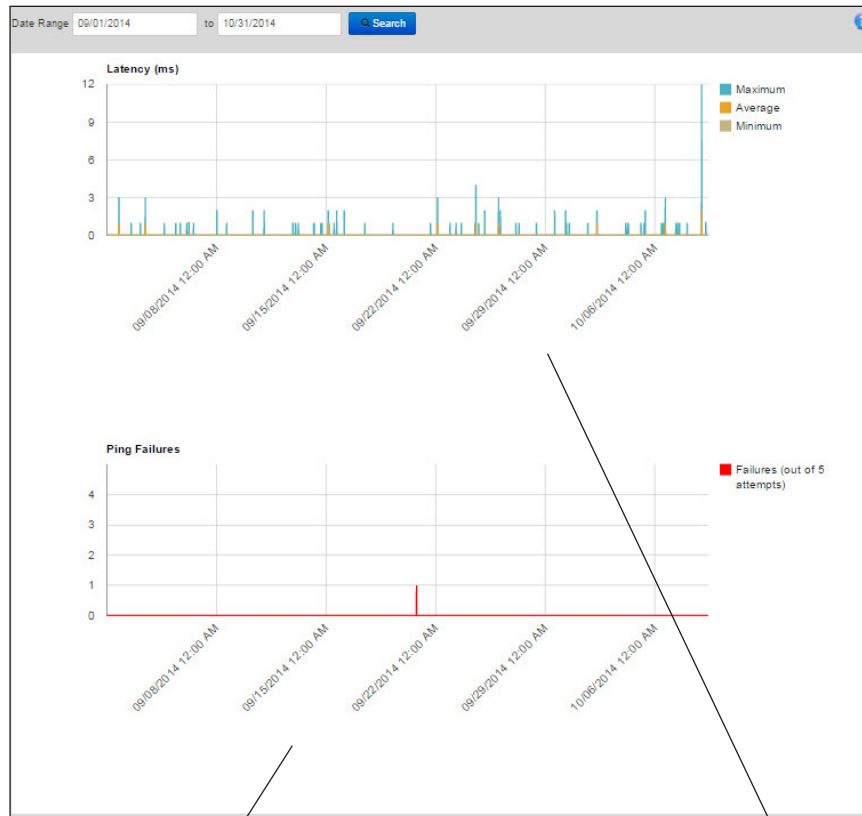 Date Range 09/01/2014 to 10/31/2014 Search
Latency (ms)
12
9
6
3
0
Maximum
Average
Minimum
09/08/2014 12:00 AM
09/15/2014 12:00 AM
09/22/2014 12:00 AM
09/29/2014 12:00 AM
10/06/2014 12:00 AM
Ping Failures
4
3
2
1
0
Failures (out of 5
attempts)
09/08/2014 12:00 AM
09/15/2014 12:00 AM
09/22/2014 12:00 AM
09/29/2014 12:00 AM
10/06/2014 12:00 AM